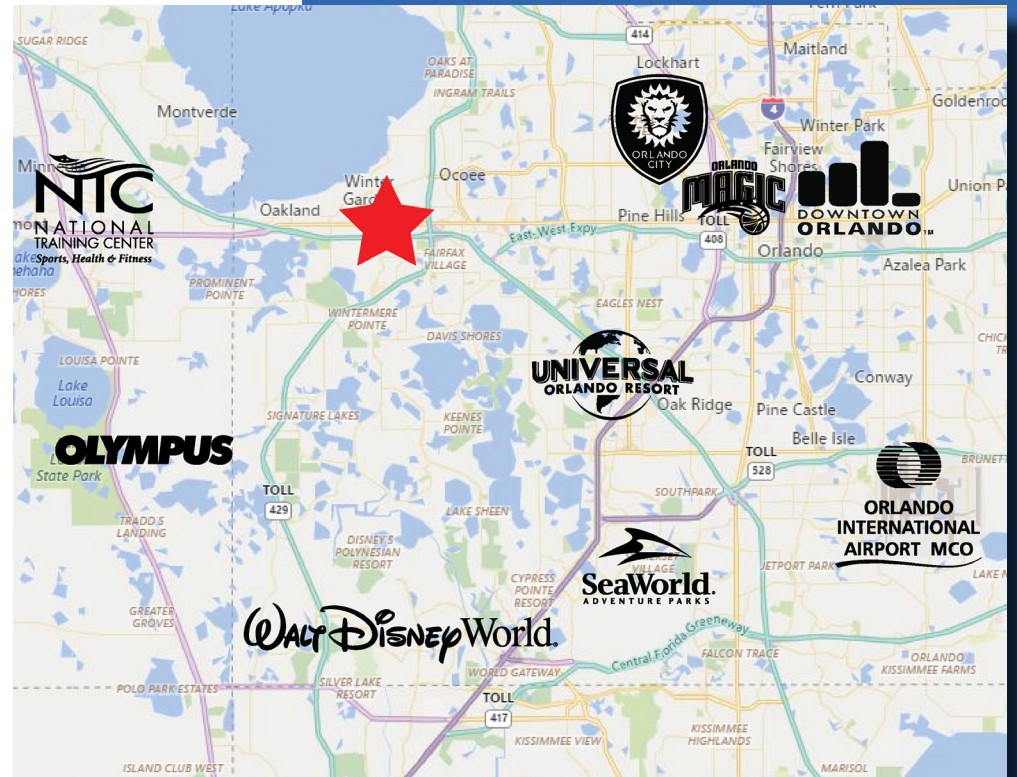 Lake Apopka
SUGAR RIDGE
414
Maitland
Lockhart
OAKS AT
PARADISE
INGRAM TRAILS
Montverde
4
Goldenrod
Winter Park
ORLANDO
CITY
Fairview
Shores
ORLANDO
MAGIC
NTC
NATIONAL
TRAINING CENTER
Sports, Health & Fitness
Winter
Ocoee
Oakland
Pine Hills
TOLL
408
DOWNTOWN
ORLANDO™
Union
East-West Expy
Orlando
Azalea Park
FAIRFAX
VILLAGE
PROMINENT
POINTE
WINTERMERE
POINTE
EAGLES NEST
DAVIS SHORES
LOUISA POINTE
Lake
Louisa
UNIVERSAL
ORLANDO RESORT
Conway
Oak Ridge
Pine Castle
SIGNATURE LAKES
KEENES
POINTE
Belle Isle
OLYMPUS
State Park
TOLL
528
TOLL
429
SOUTHPARK
ORLANDO
INTERNATIONAL
AIRPORT MCO
LAKE SHEEN
TRADD'S
LANDING
DISNEY'S
POLYNESIAN
RESORT
VILLAGE
JETPORT PARK
SeaWorld.
ADVENTURE PARKS
CYPRESS
POINTE
RESORT
GREATER
GROVES
WALT DISNEY World.
Central Florida Greeneway
FALCON TRACE
ORLANDO
KISSIMMEE FARMS
WORLD GATEWAY
POLO PARK ESTATES
SILVER LAKE
RESORT
TOLL
417
KISSIMMEE VIEW
KISSIMMEE
HIGHLANDS
ISLAND CLUB WEST
MARISOL